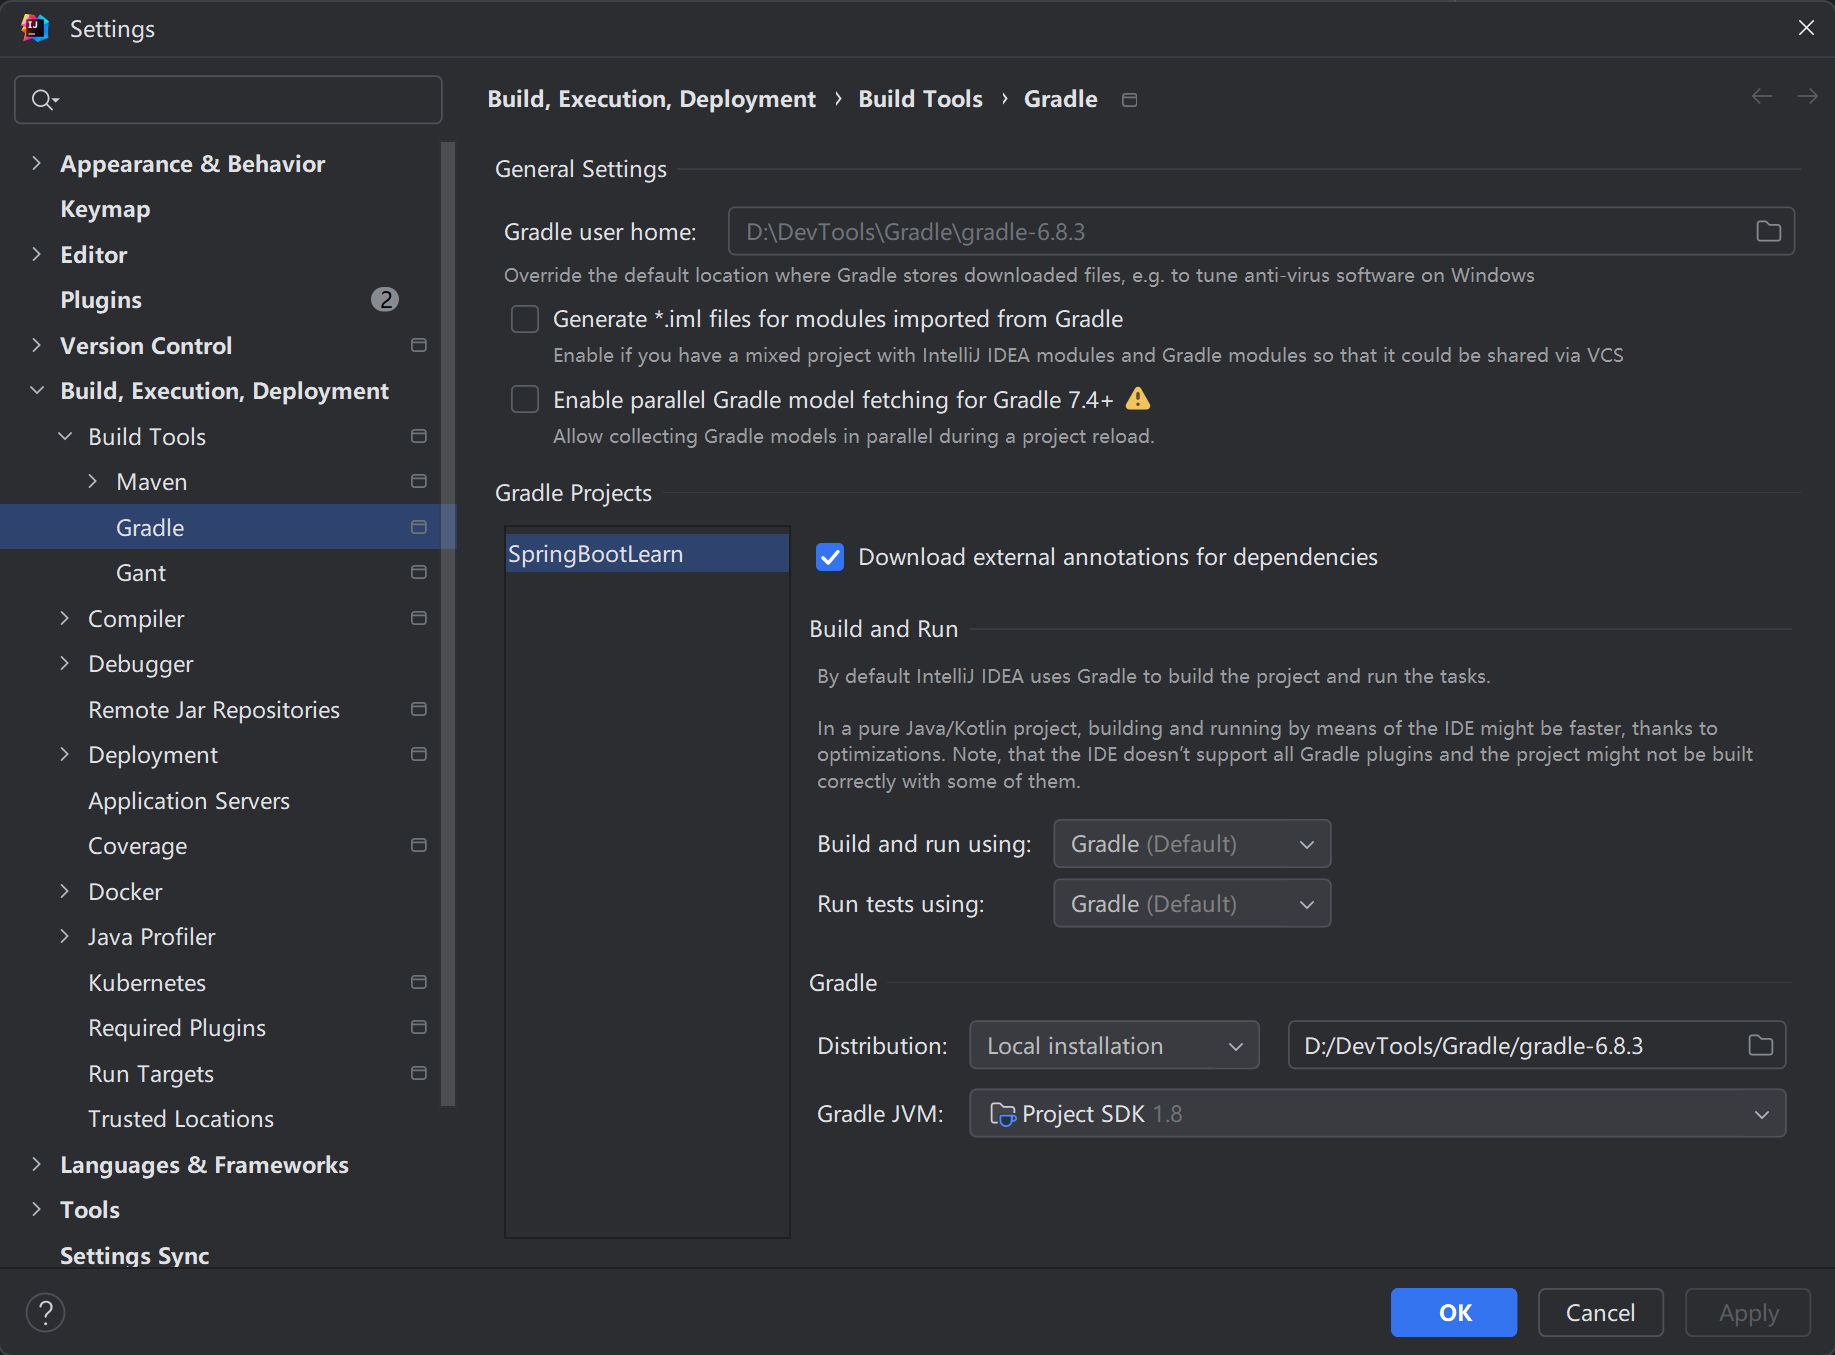 Settings
Appearance & Behavior
Keymap
Editor
Plugins 2
Version Control
Build, Execution, Deployment
Build Tools
Maven
Gradle
Gant
Compiler
Debugger
Remote Jar Repositories
Deployment
Application Servers
Coverage
Docker
Java Profiler
Kubernetes
Required Plugins
Run Targets
Trusted Locations
Languages & Frameworks
Tools
Settings Sync
Build, Execution, Deployment › Build Tools › Gradle
General Settings
Gradle user home: D:\DevTools\Gradle\gradle-6.8.3
Override the default location where Gradle stores downloaded files, e.g. to tune anti-virus software on Windows
Generate *.iml files for modules imported from Gradle
Enable if you have a mixed project with IntelliJ IDEA modules and Gradle modules so that it could be shared via VCS
Enable parallel Gradle model fetching for Gradle 7.4+
Allow collecting Gradle models in parallel during a project reload.
Gradle Projects
SpringBootLearn
Download external annotations for dependencies
Build and Run
By default IntelliJ IDEA uses Gradle to build the project and run the tasks.
In a pure Java/Kotlin project, building and running by means of the IDE might be faster, thanks to
optimizations. Note, that the IDE doesn’t support all Gradle plugins and the project might not be built
correctly with some of them.
Build and run using: Gradle (Default)
Run tests using: Gradle (Default)
Gradle
Distribution: Local installation D:/DevTools/Gradle/gradle-6.8.3
Gradle JVM: Project SDK 1.8
? OK Cancel Apply